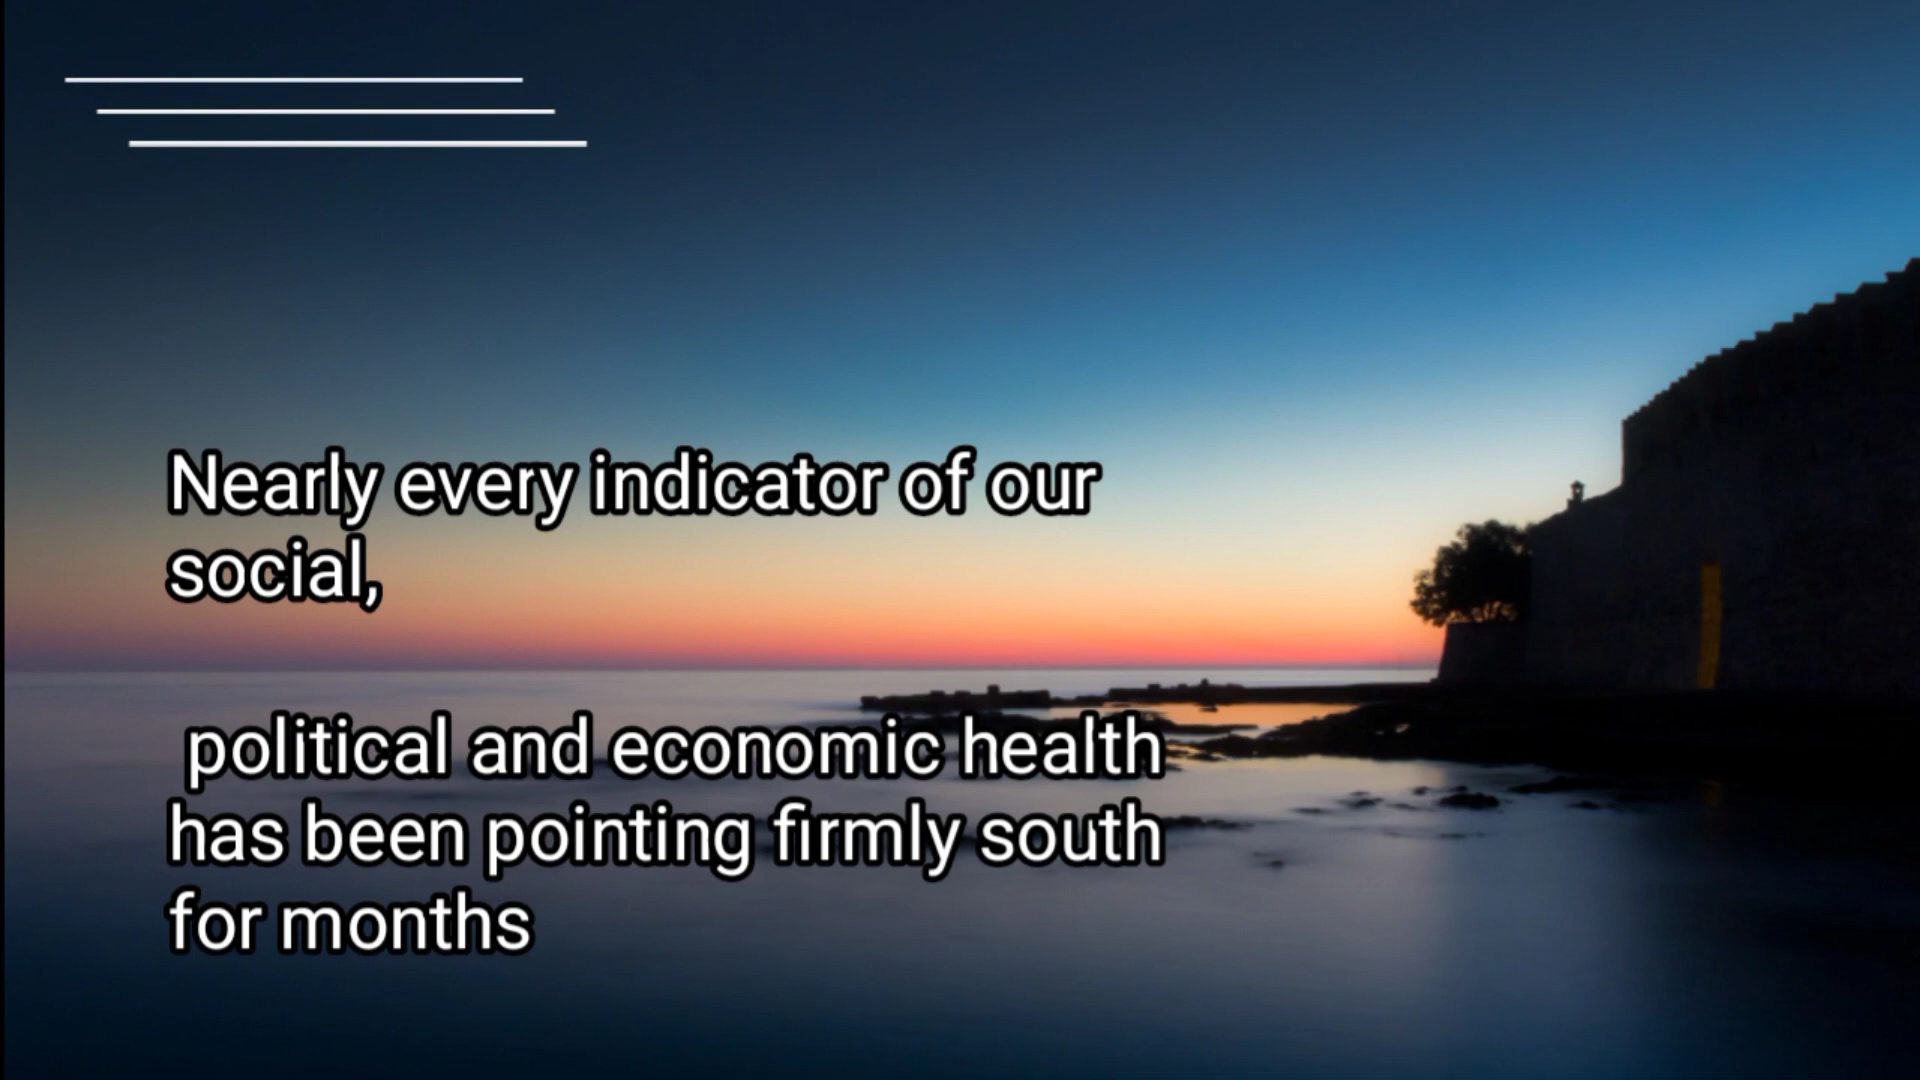 Nearly every indicator of our
social,
political and economic health
has been pointing firmly south
for months